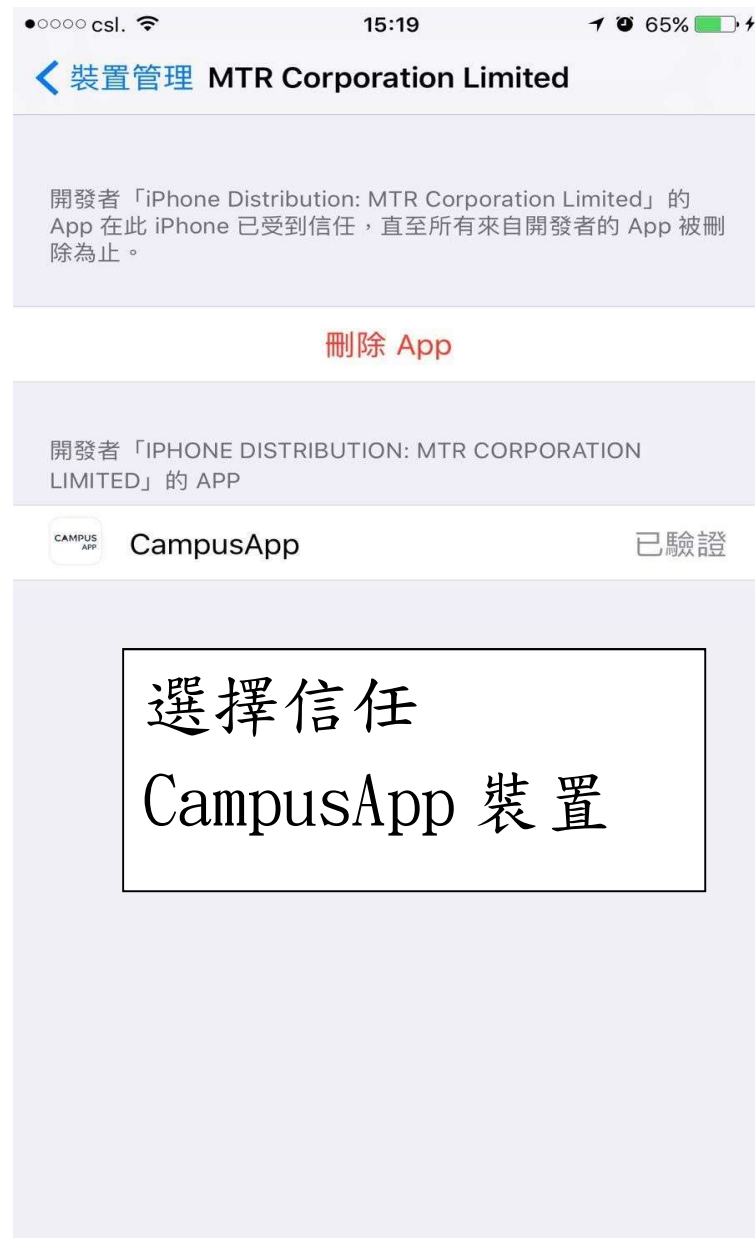 csl. 15:19 65%
裝置管理 MTR Corporation Limited
開發者「iPhone Distribution: MTR Corporation Limited」的
App 在此 iPhone 已受到信任，直至所有來自開發者的 App 被刪
除為止。
刪除 App
開發者「IPHONE DISTRIBUTION: MTR CORPORATION
LIMITED」的 APP
CAMPUS
APP
CampusApp 已驗證
選擇信任
CampusApp 裝置